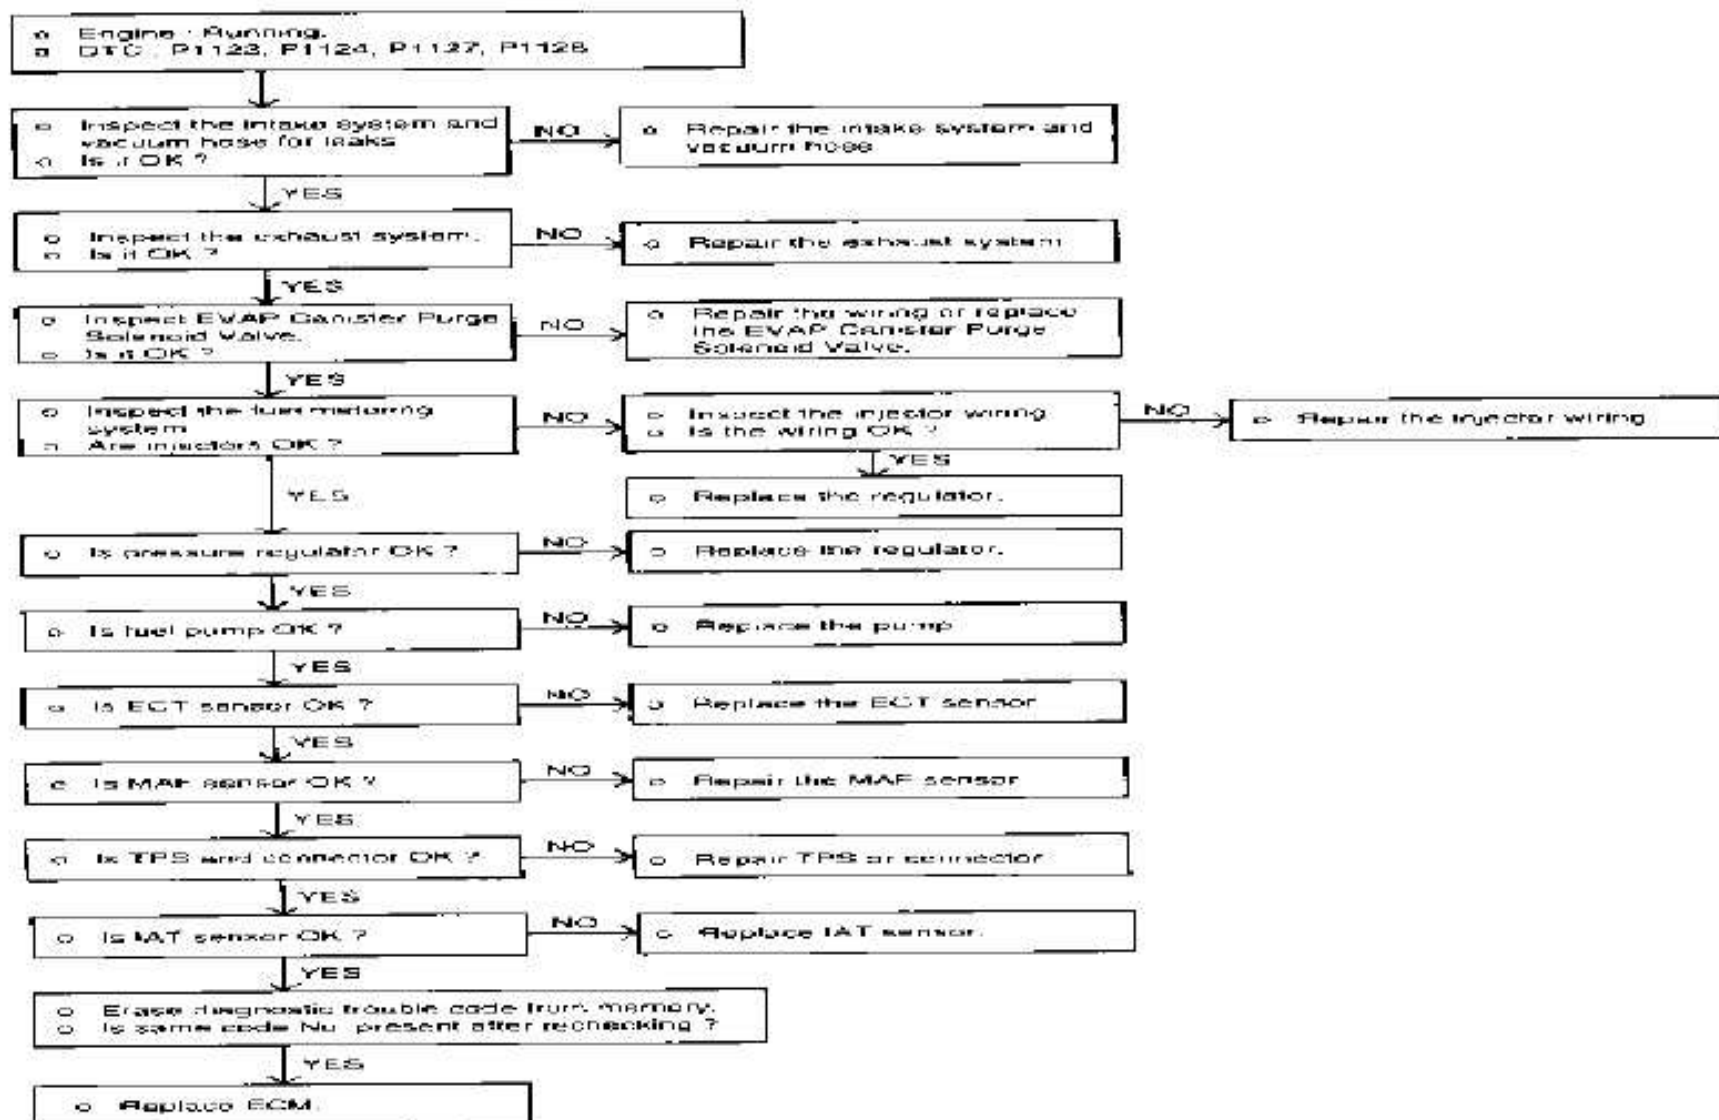 o Engine : Running.
o DTC : P1123, P1124, P1127, P1128
o Inspect the intake system and
vacuum hose for leaks
o Is it OK ?
NO
o Repair the intake system and
vacuum hose
YES
o Inspect the exhaust system.
o Is it OK ?
NO
o Repair the exhaust system
YES
o Inspect EVAP Canister Purge
Solenoid Valve.
o Is it OK ?
NO
o Repair the wiring or replace
the EVAP Canister Purge
Solenoid Valve.
YES
o Inspect the fuel metering
system
o Are injectors OK ?
NO
o Inspect the injector wiring
o Is the wiring OK ?
NO
o Repair the injector wiring
YES
o Replace the regulator.
YES
o Is pressure regulator OK ?
NO
o Replace the regulator.
YES
o Is fuel pump OK ?
NO
o Replace the pump
YES
o Is ECT sensor OK ?
NO
o Replace the ECT sensor
YES
o Is MAF sensor OK ?
NO
o Repair the MAF sensor
YES
o Is TPS and connector OK ?
NO
o Repair TPS or connector
YES
o Is IAT sensor OK ?
NO
o Replace IAT sensor.
YES
o Erase diagnostic trouble code from memory.
o Is same code No. present after rechecking ?
YES
o Replace ECM.